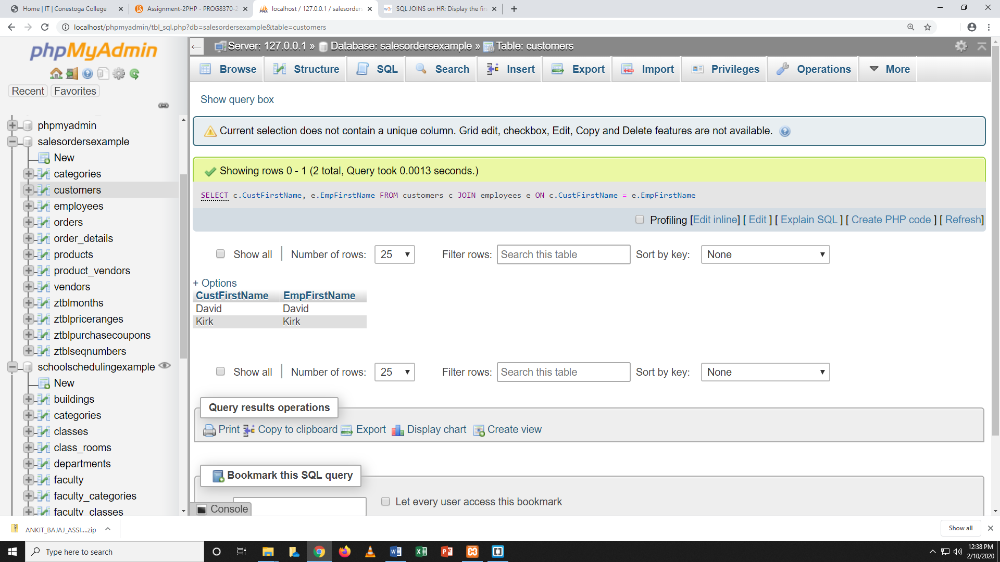 Home | IT | Conestoga College
Assignment-2PHP - PROG8370-2
localhost / 127.0.0.1 / salesorders
SQL JOINS on HR: Display the firs
localhost/phpmyadmin/tbl_sql.php?db=salesordersexample&table=customers
phpMyAdmin
Recent
Favorites
phpmyadmin
salesordersexample
New
categories
customers
employees
orders
order_details
products
product_vendors
vendors
ztblmonths
ztblpriceranges
ztblpurchasecoupons
ztblseqnumbers
schoolschedulingexample
New
buildings
categories
classes
class_rooms
departments
faculty
faculty_categories
faculty_classes
Server: 127.0.0.1 » Database: salesordersexample » Table: customers
Browse
Structure
SQL
Search
Insert
Export
Import
Privileges
Operations
More
Show query box
Current selection does not contain a unique column. Grid edit, checkbox, Edit, Copy and Delete features are not available.
Showing rows 0 - 1 (2 total, Query took 0.0013 seconds.)
SELECT c.CustFirstName, e.EmpFirstName FROM customers c JOIN employees e ON c.CustFirstName = e.EmpFirstName
Profiling [Edit inline] [ Edit ] [ Explain SQL ] [ Create PHP code ] [ Refresh]
Show all
Number of rows:
25
Filter rows:
Search this table
Sort by key:
None
+ Options
CustFirstName EmpFirstName
David David
Kirk Kirk
Show all
Number of rows:
25
Filter rows:
Search this table
Sort by key:
None
Query results operations
Print
Copy to clipboard
Export
Display chart
Create view
Bookmark this SQL query
Let every user access this bookmark
Console
ANKIT_BAJAJ_ASSI....zip
Show all
Type here to search
12:38 PM
2/10/2020